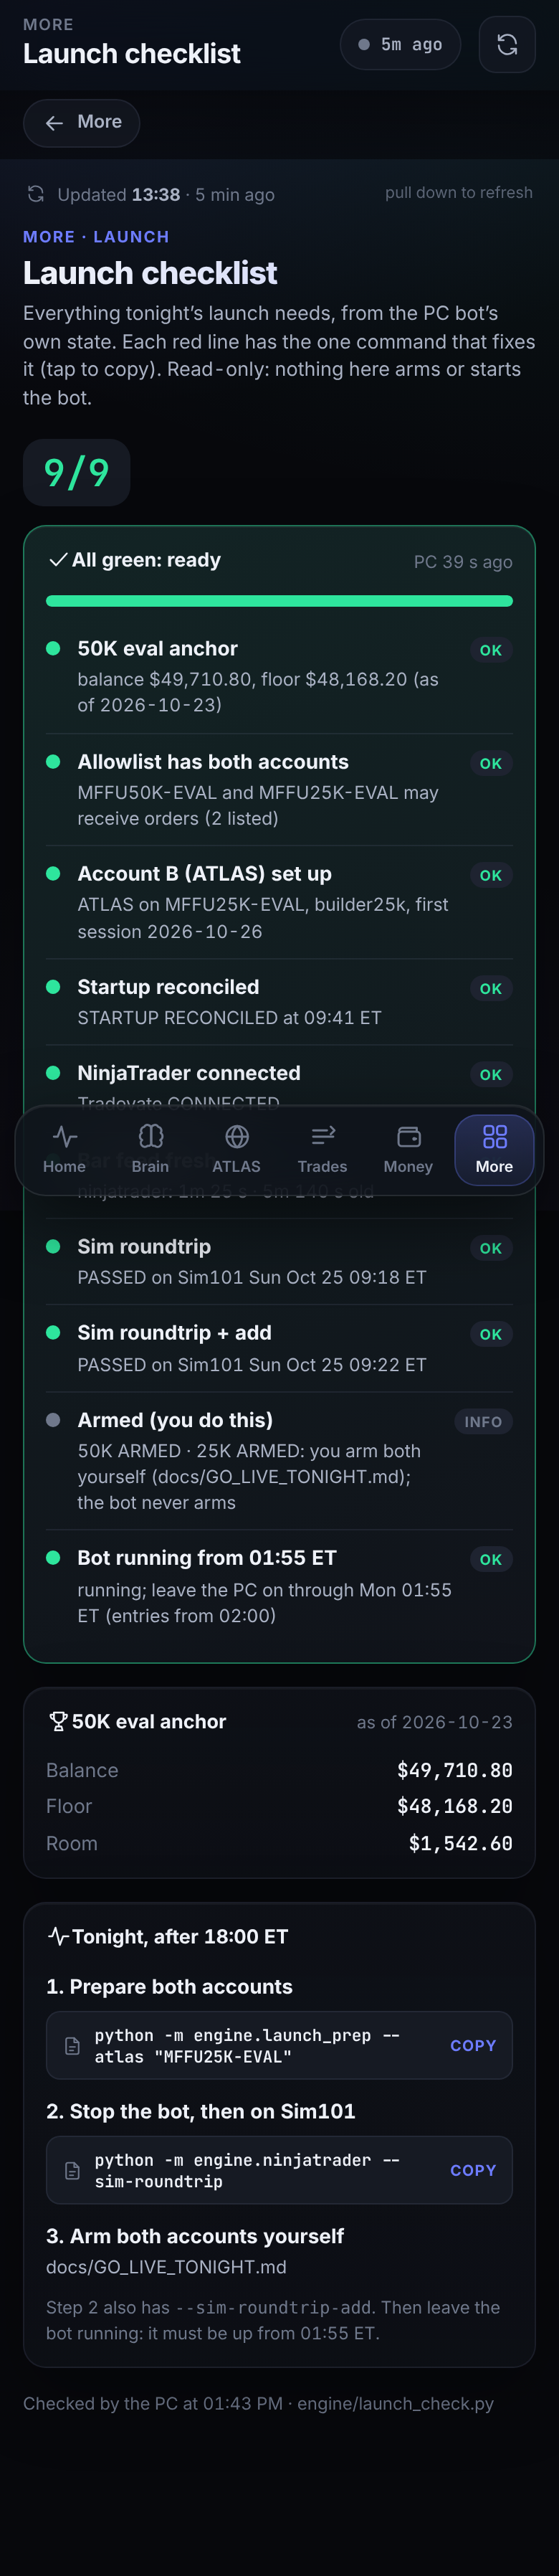 MORE
Launch checklist
5m ago
More
Updated 13:38 · 5 min ago
pull down to refresh
MORE · LAUNCH
Launch checklist
Everything tonight’s launch needs, from the PC bot’s
own state. Each red line has the one command that fixes
it (tap to copy). Read-only: nothing here arms or starts
the bot.
9/9
All green: ready
PC 39 s ago
50K eval anchor
OK
balance $49,710.80, floor $48,168.20 (as
of 2026-10-23)
Allowlist has both accounts
OK
MFFU50K-EVAL and MFFU25K-EVAL may
receive orders (2 listed)
Account B (ATLAS) set up
OK
ATLAS on MFFU25K-EVAL, builder25k, first
session 2026-10-26
Startup reconciled
OK
STARTUP RECONCILED at 09:41 ET
NinjaTrader connected
OK
Tradovate CONNECTED
Bar feed fresh
ninjatrader: 1m 25 s · 5m 140 s old
Home
Brain
ATLAS
Trades
Money
More
Sim roundtrip
OK
PASSED on Sim101 Sun Oct 25 09:18 ET
Sim roundtrip + add
OK
PASSED on Sim101 Sun Oct 25 09:22 ET
Armed (you do this)
INFO
50K ARMED · 25K ARMED: you arm both
yourself (docs/GO_LIVE_TONIGHT.md);
the bot never arms
Bot running from 01:55 ET
OK
running; leave the PC on through Mon 01:55
ET (entries from 02:00)
50K eval anchor
as of 2026-10-23
Balance
$49,710.80
Floor
$48,168.20
Room
$1,542.60
Tonight, after 18:00 ET
1. Prepare both accounts
python -m engine.launch_prep --
atlas "MFFU25K-EVAL"
COPY
2. Stop the bot, then on Sim101
python -m engine.ninjatrader --
sim-roundtrip
COPY
3. Arm both accounts yourself
docs/GO_LIVE_TONIGHT.md
Step 2 also has --sim-roundtrip-add. Then leave the
bot running: it must be up from 01:55 ET.
Checked by the PC at 01:43 PM · engine/launch_check.py